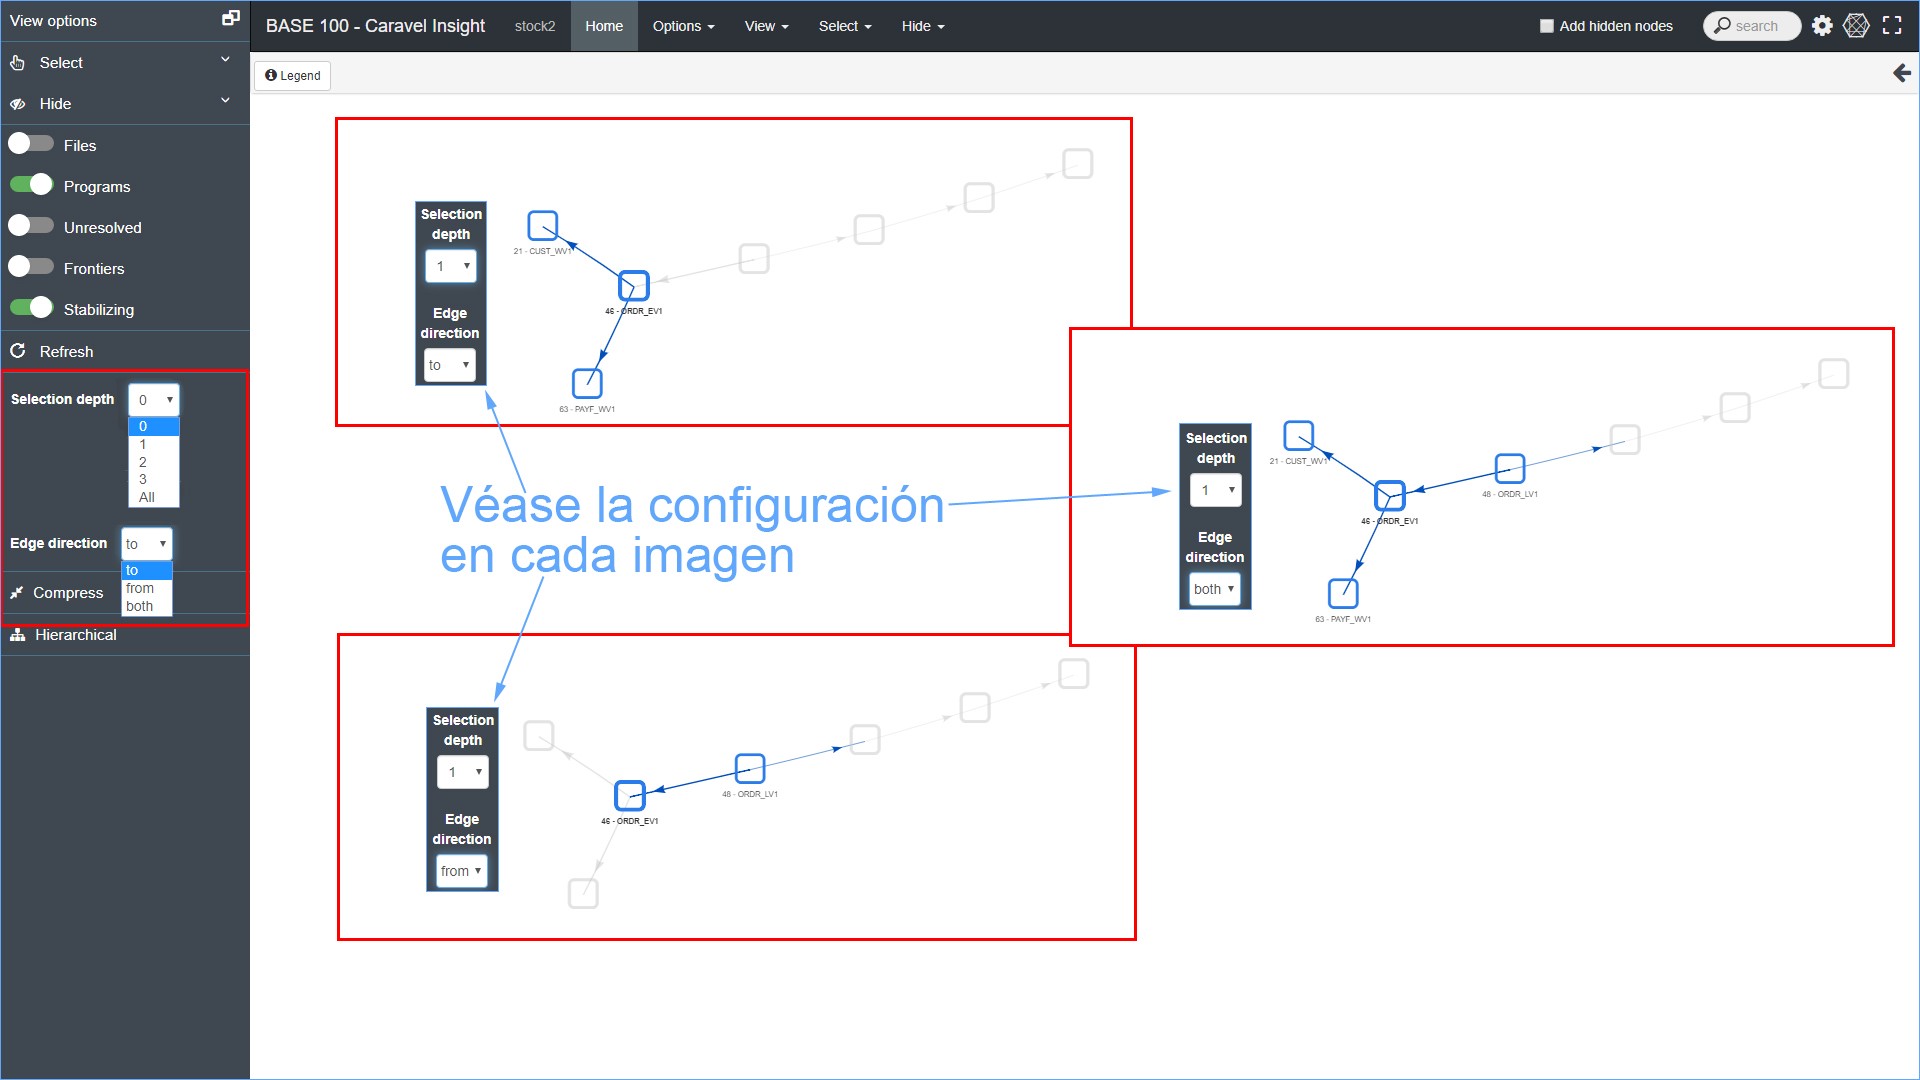 View options
BASE 100 - Caravel Insight
stock2
Home
Options
View
Select
Hide
Add hidden nodes
search
Select
Hide
Files
Programs
Unresolved
Frontiers
Stabilizing
Refresh
Selection depth
0
0
1
2
3
All
Edge direction
to
to
from
both
Compress
Hierarchical
Legend
Selection
depth
1
Edge
direction
to
21 - CUST_WV1
46 - ORDR_EV1
63 - PAYF_WV1
Véase la configuración
en cada imagen
Selection
depth
1
Edge
direction
both
21 - CUST_WV1
48 - ORDR_LV1
46 - ORDR_EV1
63 - PAYF_WV1
Selection
depth
1
Edge
direction
from
48 - ORDR_LV1
46 - ORDR_EV1